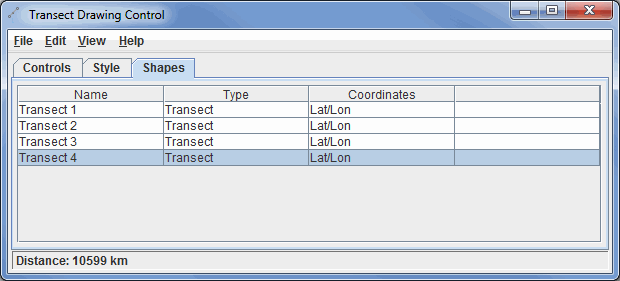 Transect Drawing Control
File Edit View Help
Controls Style Shapes
Name Type Coordinates
Transect 1 Transect Lat/Lon
Transect 2 Transect Lat/Lon
Transect 3 Transect Lat/Lon
Transect 4 Transect Lat/Lon
Distance: 10599 km